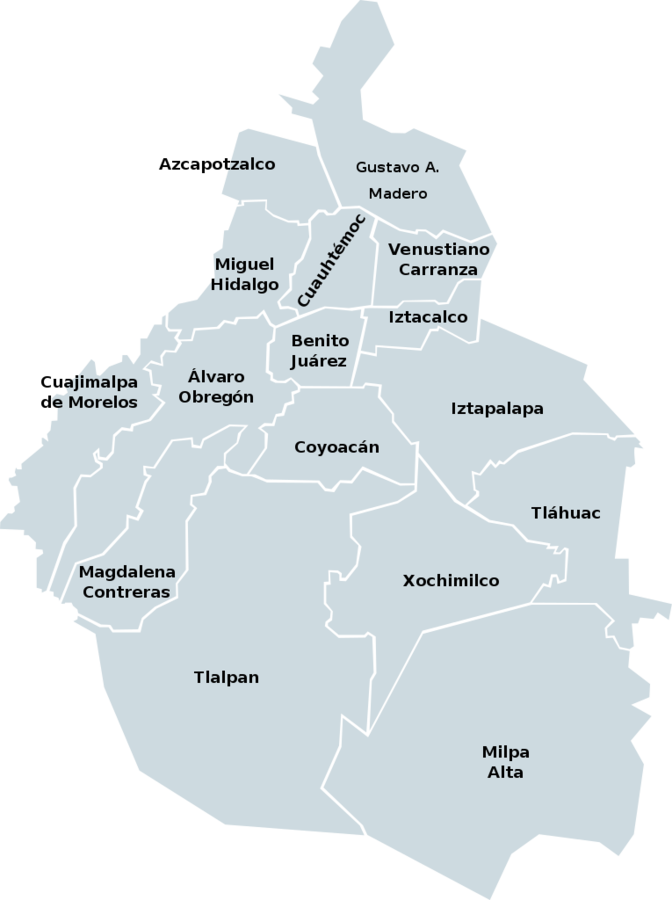 Azcapotzalco
Gustavo A.
Madero
Miguel
Hidalgo
Cuauhtémoc
Venustiano
Carranza
Iztacalco
Benito
Juárez
Cuajimalpa
de Morelos
Álvaro
Obregón
Iztapalapa
Coyoacán
Tláhuac
Magdalena
Contreras
Xochimilco
Tlalpan
Milpa
Alta